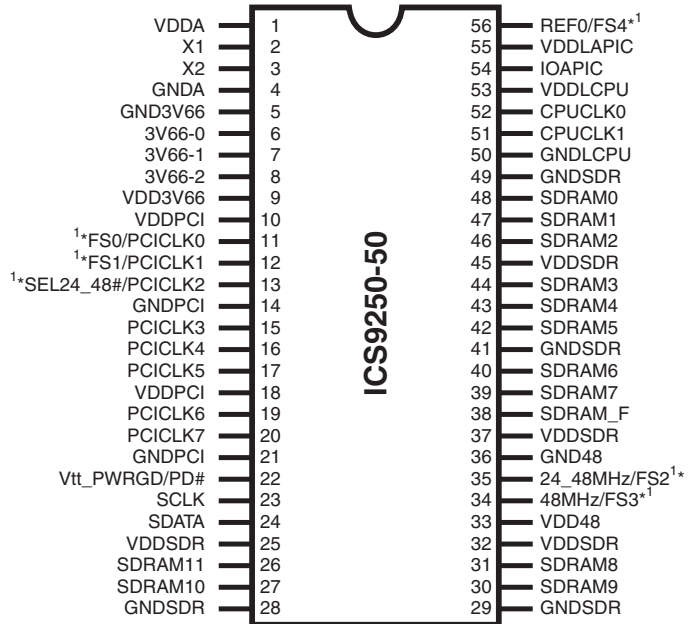 VDDA 1 56 REF0/FS4*1
X1 2 55 VDDLAPIC
X2 3 54 IOAPIC
GNDA 4 53 VDDLCPU
GND3V66 5 52 CPUCLK0
3V66-0 6 51 CPUCLK1
3V66-1 7 50 GNDLCPU
3V66-2 8 49 GNDSDR
VDD3V66 9 48 SDRAM0
VDDPCI 10 47 SDRAM1
1*FS0/PCICLK0 11 46 SDRAM2
1*FS1/PCICLK1 12 45 VDDSDR
1*SEL24_48#/PCICLK2 13 44 SDRAM3
GNDPCI 14 43 SDRAM4
PCICLK3 15 42 SDRAM5
PCICLK4 16 41 GNDSDR
PCICLK5 17 40 SDRAM6
VDDPCI 18 39 SDRAM7
PCICLK6 19 38 SDRAM_F
PCICLK7 20 37 VDDSDR
GNDPCI 21 36 GND48
Vtt_PWRGD/PD# 22 35 24_48MHz/FS21*
SCLK 23 34 48MHz/FS3*1
SDATA 24 33 VDD48
VDDSDR 25 32 VDDSDR
SDRAM11 26 31 SDRAM8
SDRAM10 27 30 SDRAM9
GNDSDR 28 29 GNDSDR
ICS9250-50